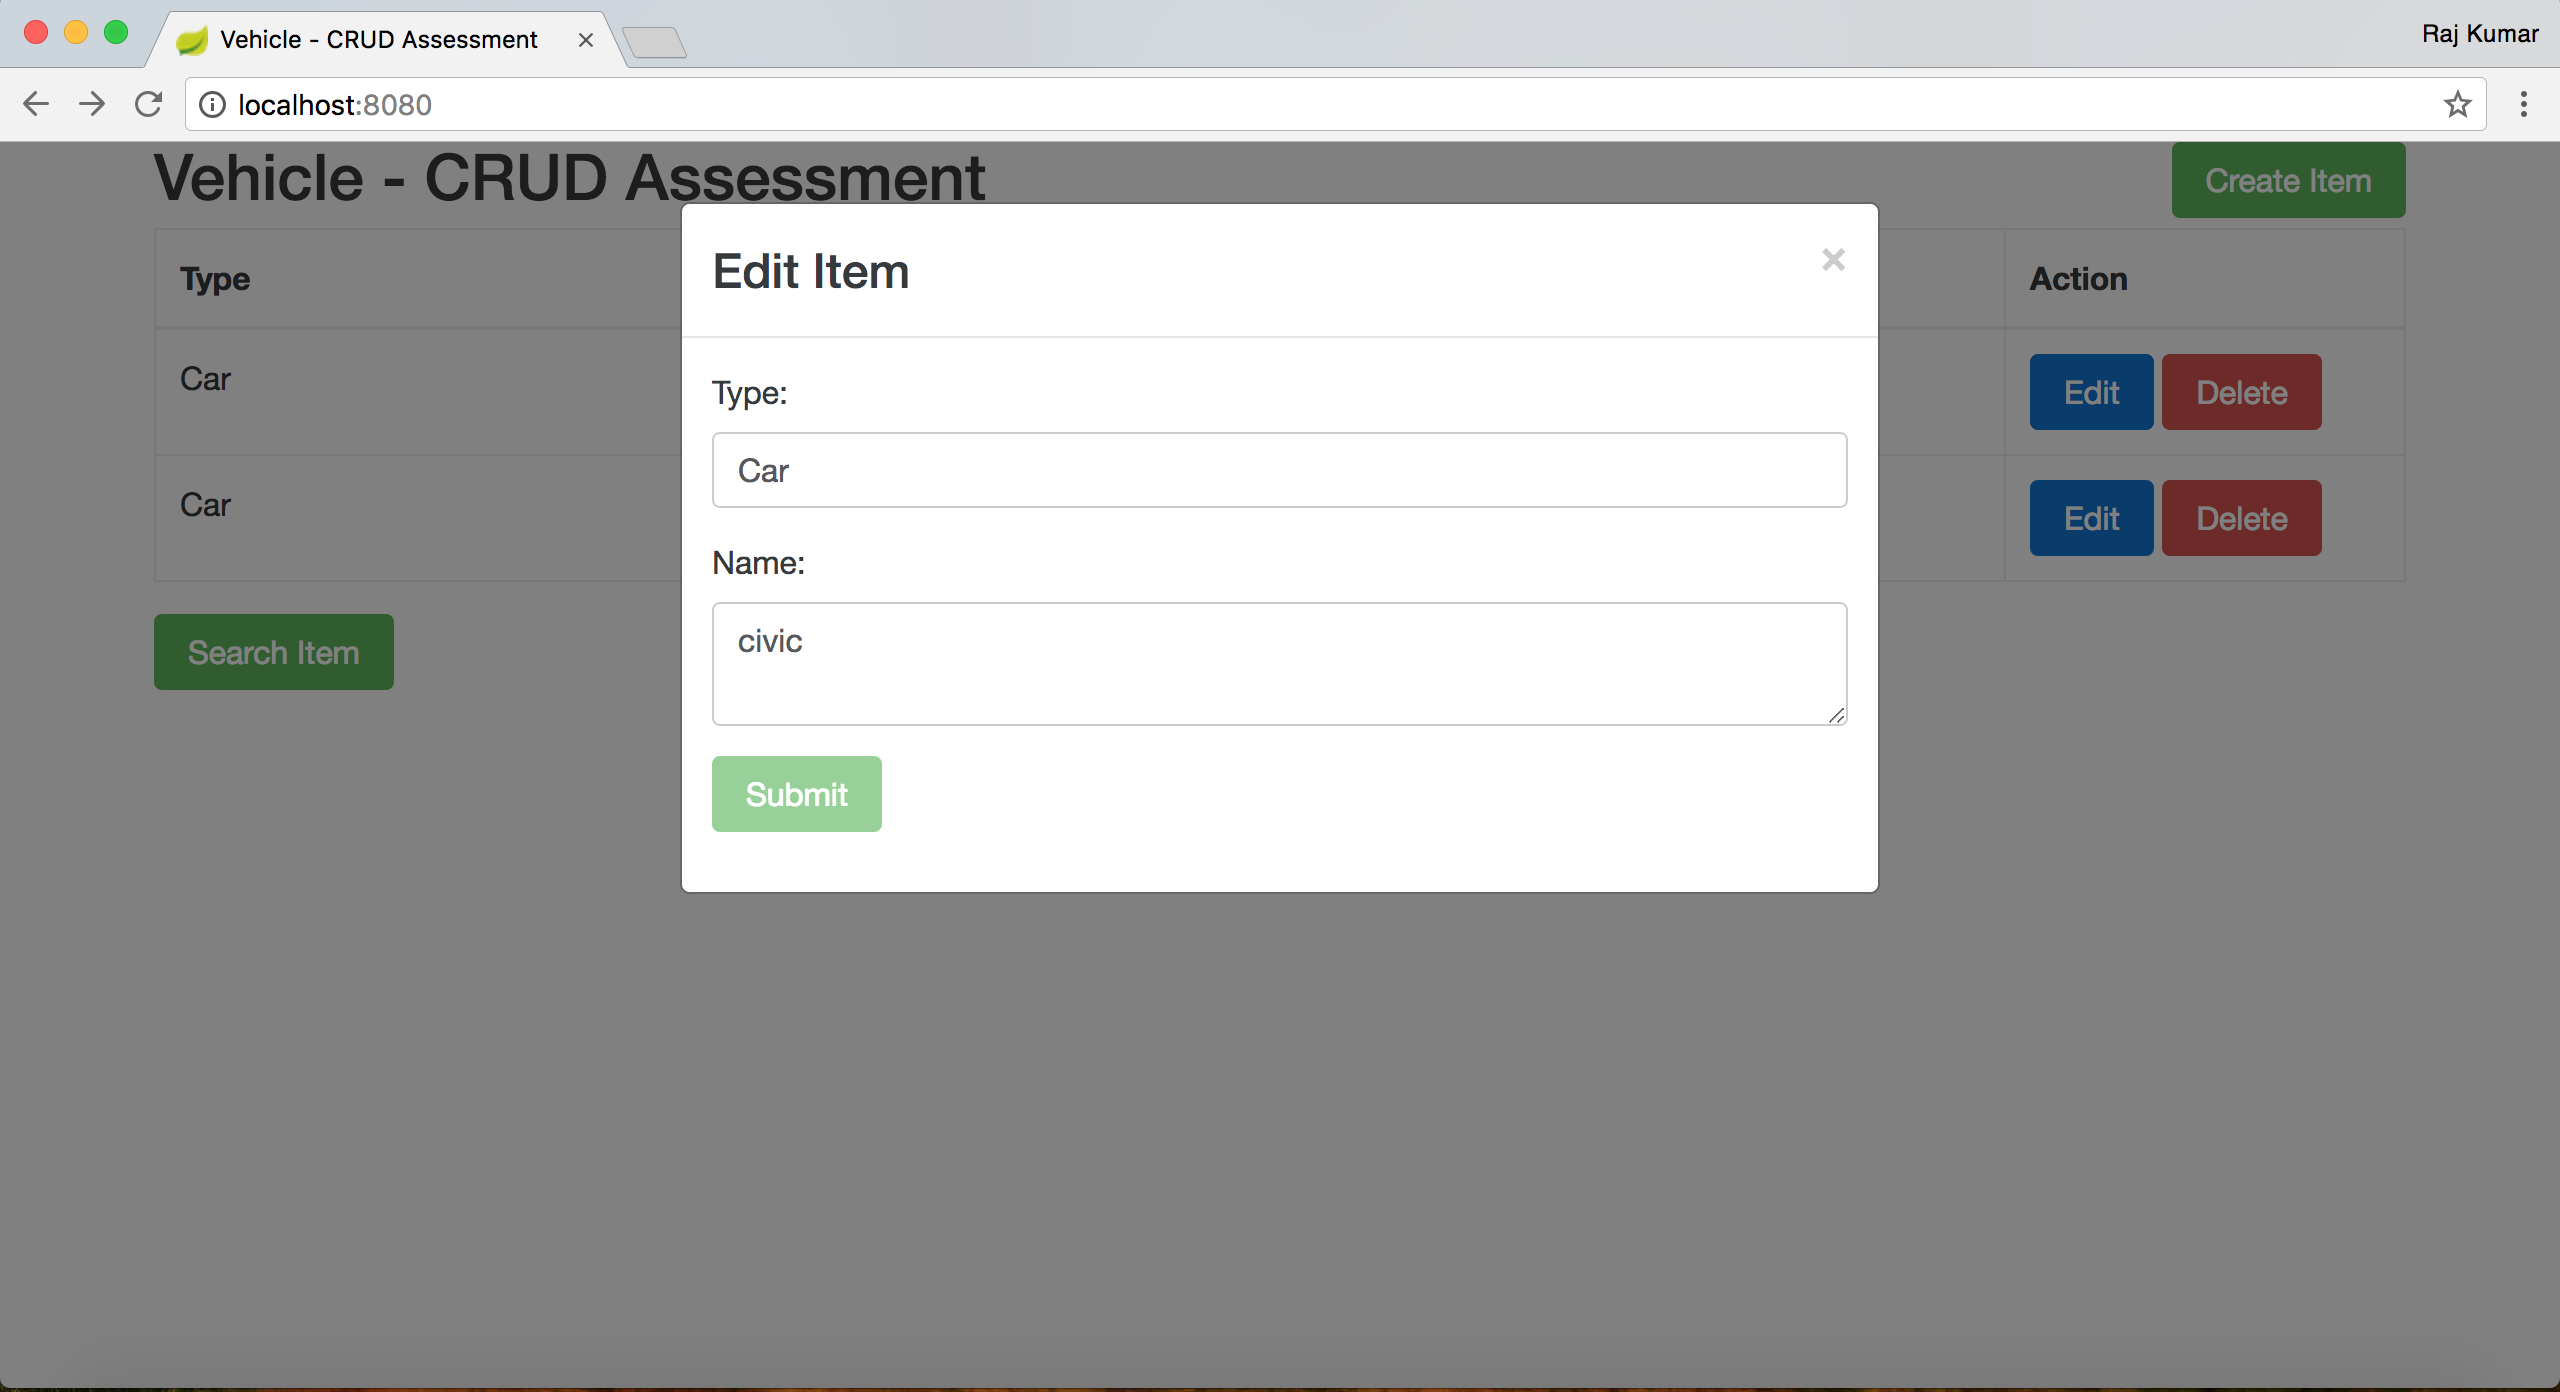 Vehicle - CRUD Assessment
Raj Kumar
localhost:8080
Vehicle - CRUD Assessment
Create Item
Type
Action
Car
Edit Delete
Car
Edit Delete
Search Item
Edit Item
Type:
Car
Name:
civic
Submit